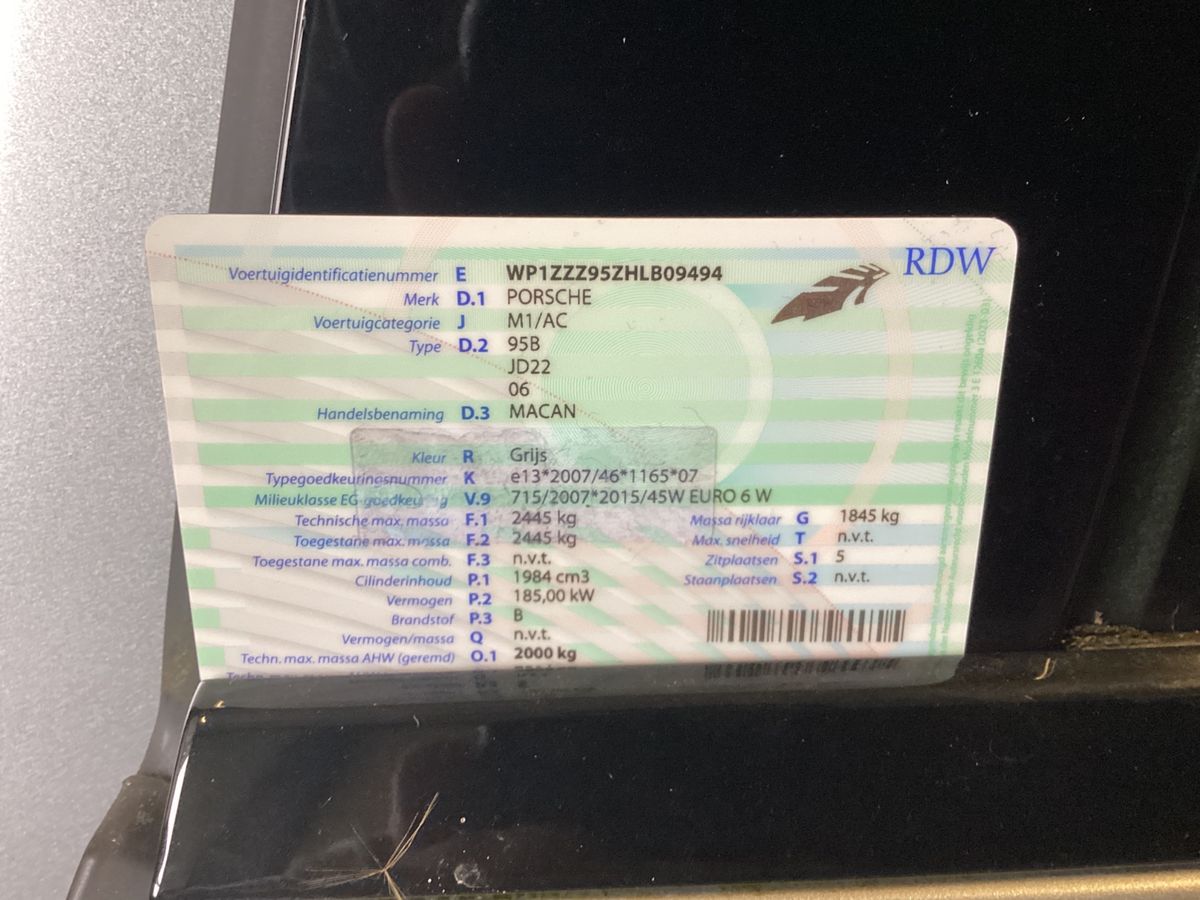 RDW
Voertuigidentificatienummer E WP1ZZZ95ZHLB09494
Merk D.1 PORSCHE
Voertuigcategorie J M1/AC
Type D.2 95B
JD22
06
Handelsbenaming D.3 MACAN
Kleur R Grijs
Typegoedkeuringsnummer K e13*2007/46*1165*07
Milieuklasse EG goedkeuring V.9 715/2007*2015/45W EURO 6 W
Technische max. massa F.1 2445 kg Massa rijklaar G 1845 kg
Toegestane max. massa F.2 2445 kg Max. snelheid T n.v.t.
Toegestane max. massa comb. F.3 n.v.t. Zitplaatsen S.1 5
Cilinderinhoud P.1 1984 cm3 Staanplaatsen S.2 n.v.t.
Vermogen P.2 185,00 kW
Brandstof P.3 B
Vermogen/massa Q n.v.t.
Techn. max. massa AHW (geremd) O.1 2000 kg